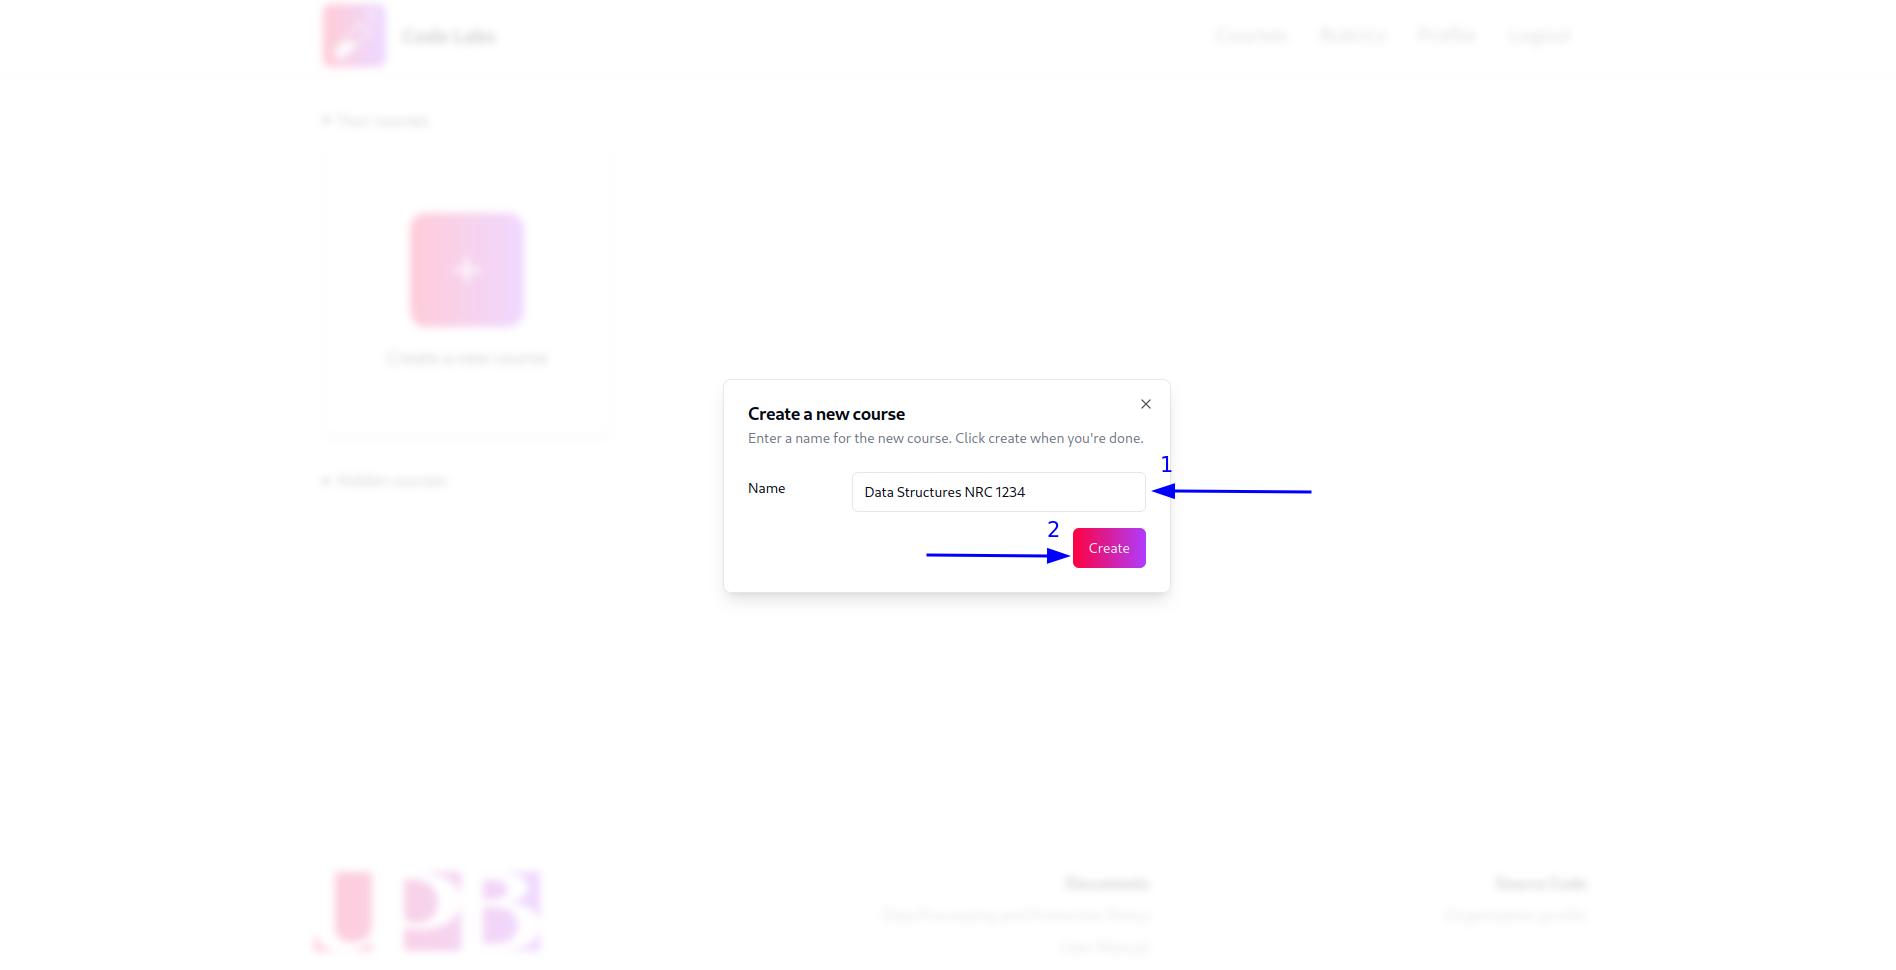 Code Labs
Courses Rubrics Profile Logout
Your courses
Create a new course
Hidden courses
Create a new course
Enter a name for the new course. Click create when you're done.
1
Name
Data Structures NRC 1234
2
Create
Documents
Data Processing and Protection Policy
User Manual
Source Code
Organization profile
UPB